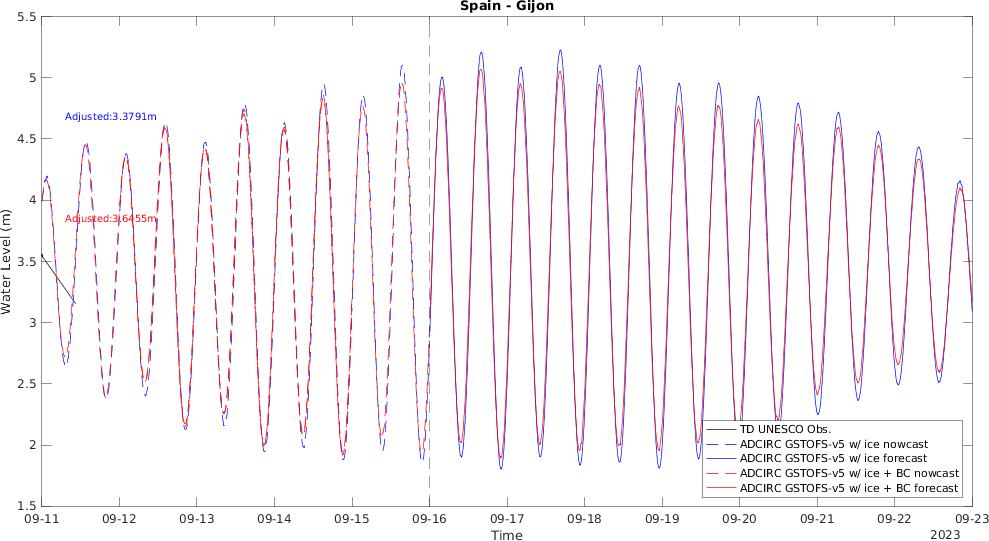 Spain - Gijon
5.5
5
4.5
4
3.5
3
2.5
2
1.5
Water Level (m)
Adjusted:3.3791m
Adjusted:3.6455m
TD UNESCO Obs.
ADCIRC GSTOFS-v5 w/ ice nowcast
ADCIRC GSTOFS-v5 w/ ice forecast
ADCIRC GSTOFS-v5 w/ ice + BC nowcast
ADCIRC GSTOFS-v5 w/ ice + BC forecast
09-11 09-12 09-13 09-14 09-15 09-16 09-17 09-18 09-19 09-20 09-21 09-22 09-23
Time
2023